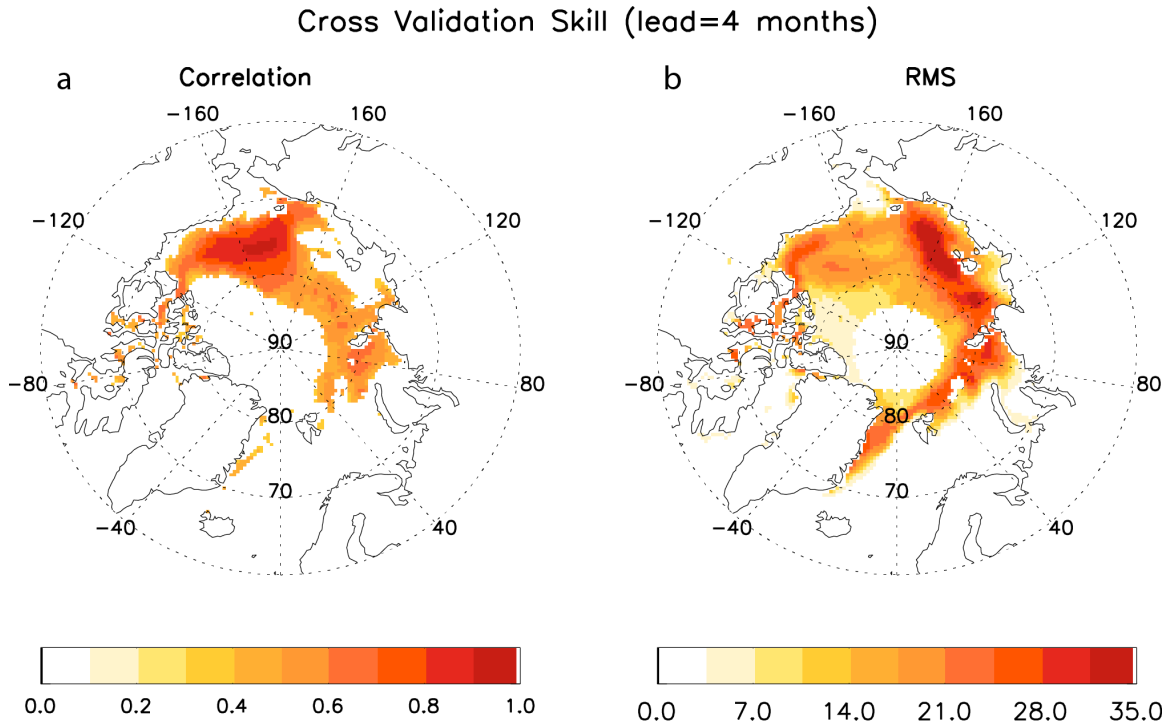 Cross Validation Skill (lead=4 months)
a Correlation
b RMS
-160 160
-160 160
-120 120
-120 120
90
90
-80 80
-80 80
80
80
70
70
-40 40
-40 40
0.0 0.2 0.4 0.6 0.8 1.0
0.0 7.0 14.0 21.0 28.0 35.0